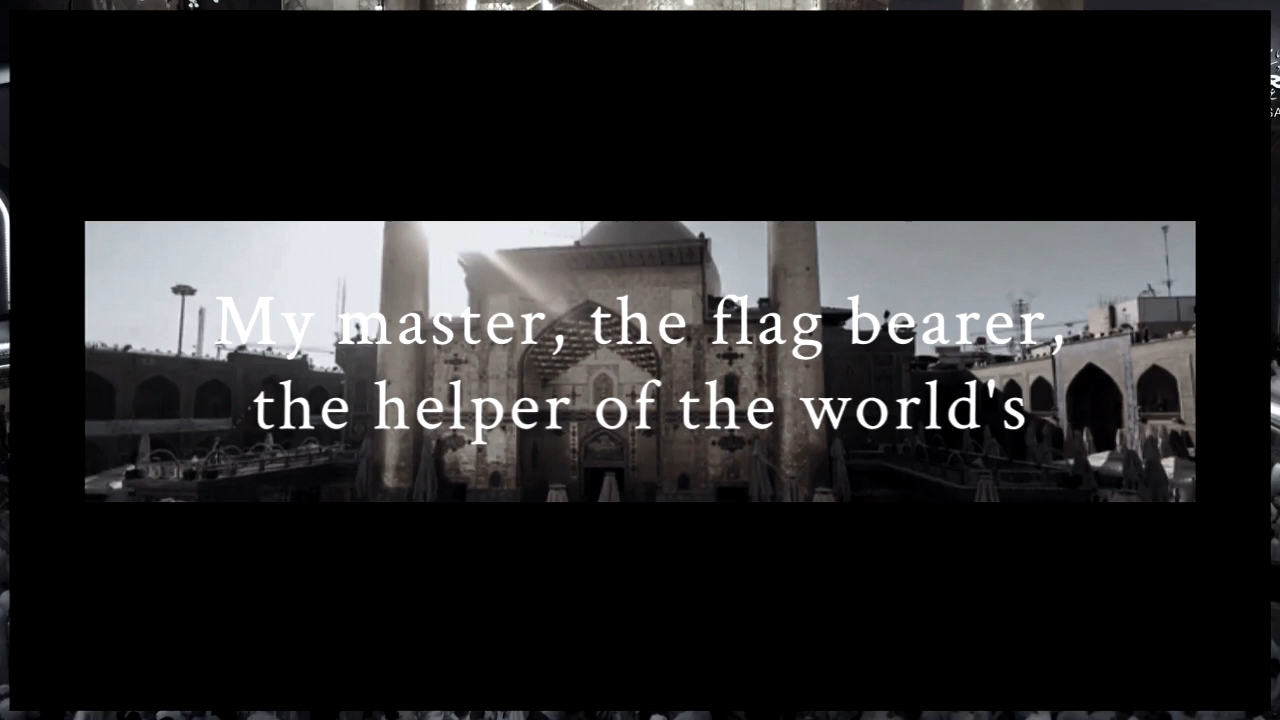 My master, the flag bearer,
the helper of the world's